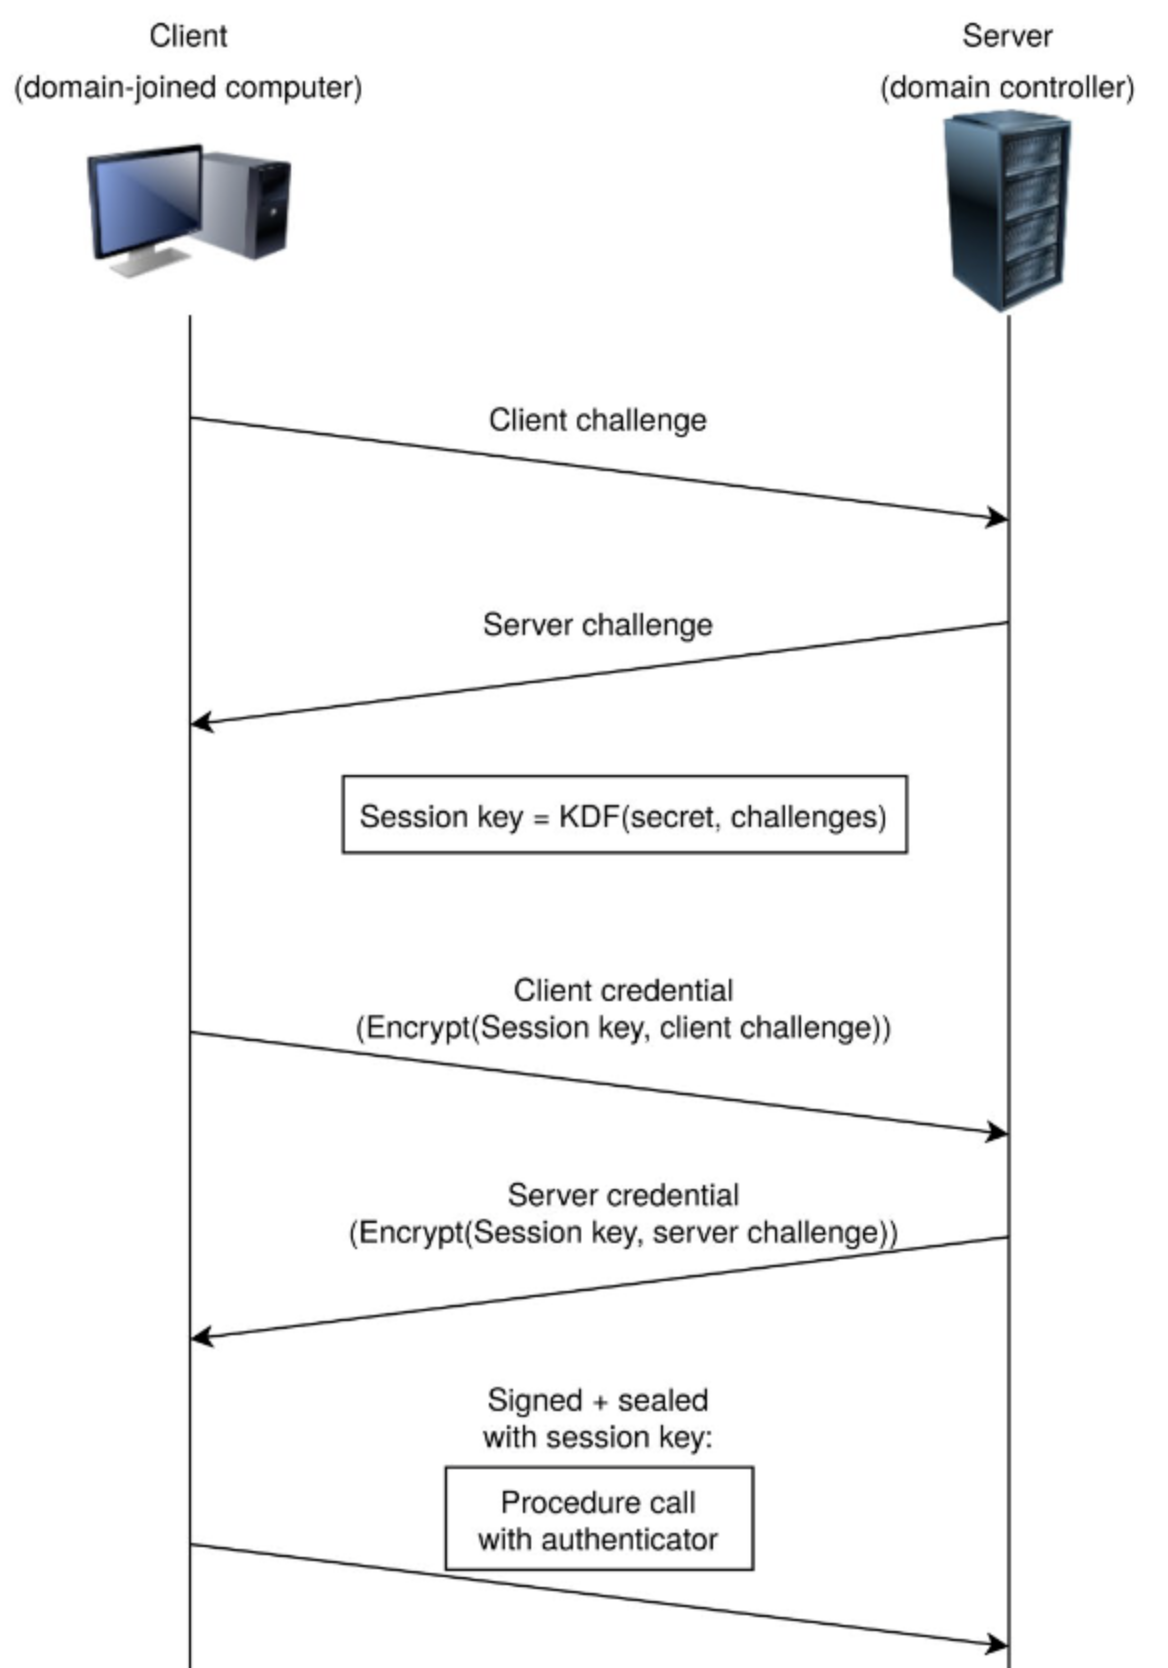 Client
(domain-joined computer)
Server
(domain controller)
Client challenge
Server challenge
Session key = KDF(secret, challenges)
Client credential
(Encrypt(Session key, client challenge))
Server credential
(Encrypt(Session key, server challenge))
Signed + sealed
with session key:
Procedure call
with authenticator